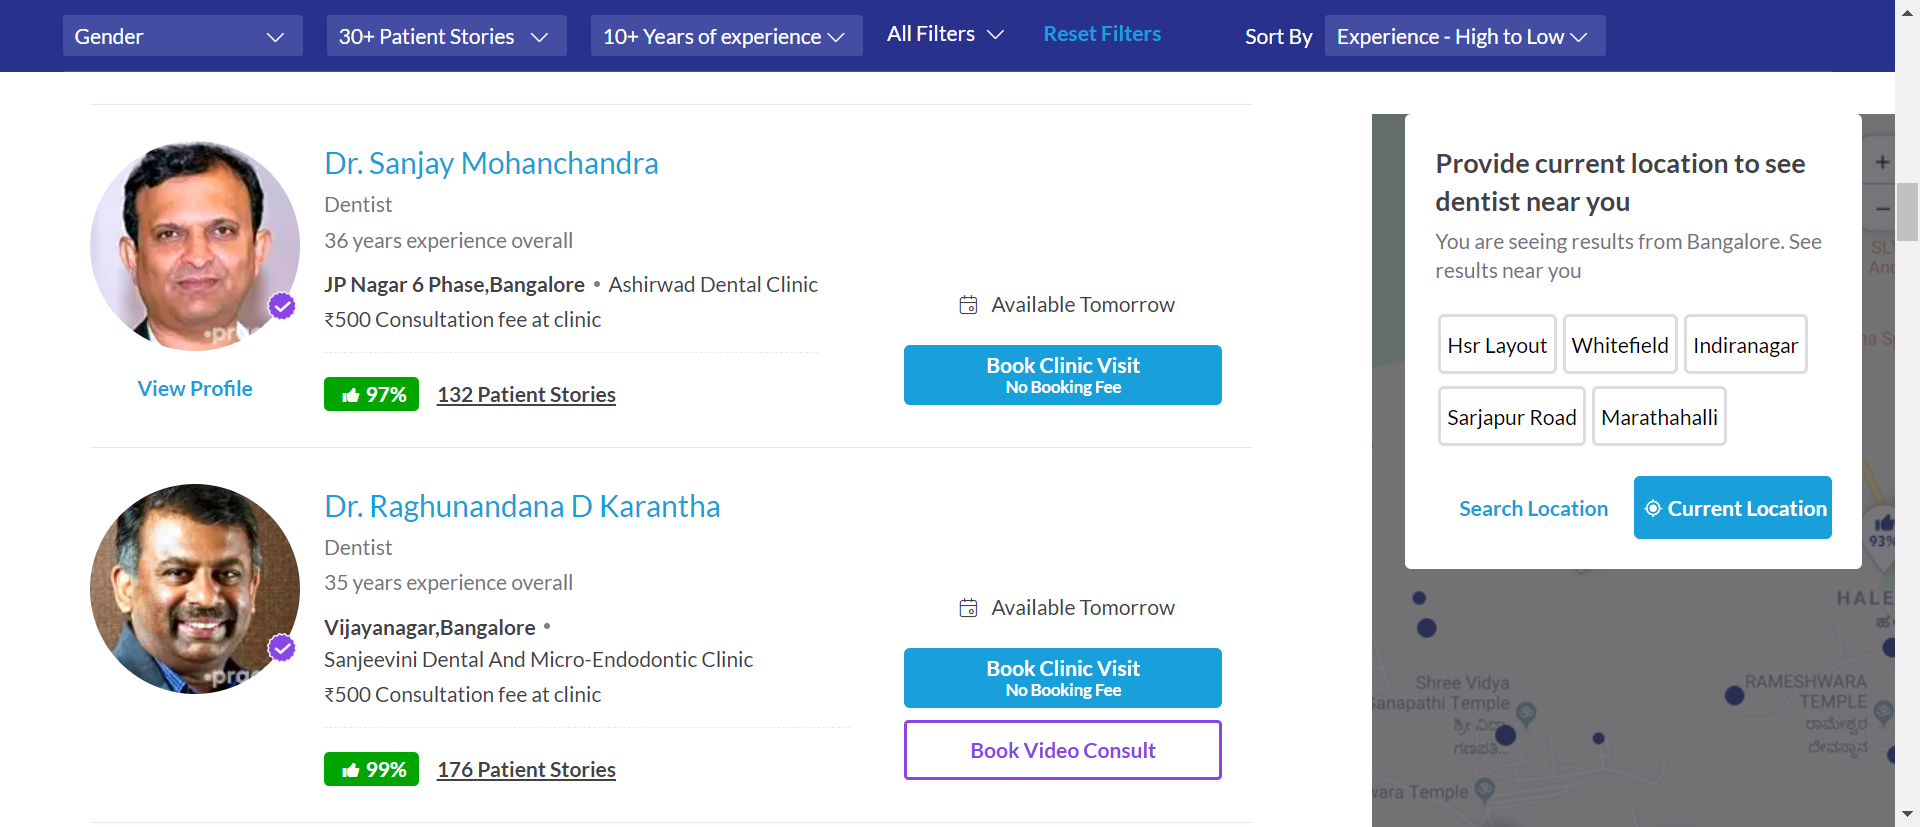 Gender
30+ Patient Stories
10+ Years of experience
All Filters
Reset Filters
Sort By
Experience - High to Low
Dr. Sanjay Mohanchandra
Dentist
36 years experience overall
JP Nagar 6 Phase,Bangalore • Ashirwad Dental Clinic
₹500 Consultation fee at clinic
97%
132 Patient Stories
View Profile
Available Tomorrow
Book Clinic Visit
No Booking Fee
Dr. Raghunandana D Karantha
Dentist
35 years experience overall
Vijayanagar,Bangalore •
Sanjeevini Dental And Micro-Endodontic Clinic
₹500 Consultation fee at clinic
99%
176 Patient Stories
Available Tomorrow
Book Clinic Visit
No Booking Fee
Book Video Consult
Provide current location to see
dentist near you
You are seeing results from Bangalore. See
results near you
Hsr Layout
Whitefield
Indiranagar
Sarjapur Road
Marathahalli
Search Location
Current Location
93%
Shree Vidya
Ganapathi Temple
ಶ್ರೀ ವಿದ್ಯಾ
ಗಣಪತಿ...
RAMESHWARA
TEMPLE
ರಾಮೇಶ್ವರ
ದೇವಸ್ಥಾನ
Temple